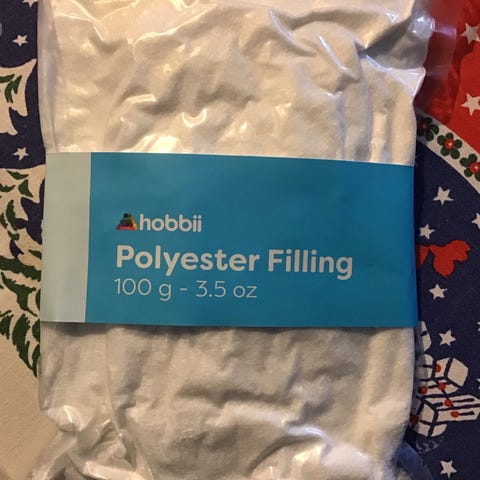 hobbii
Polyester Filling
100 g - 3.5 oz